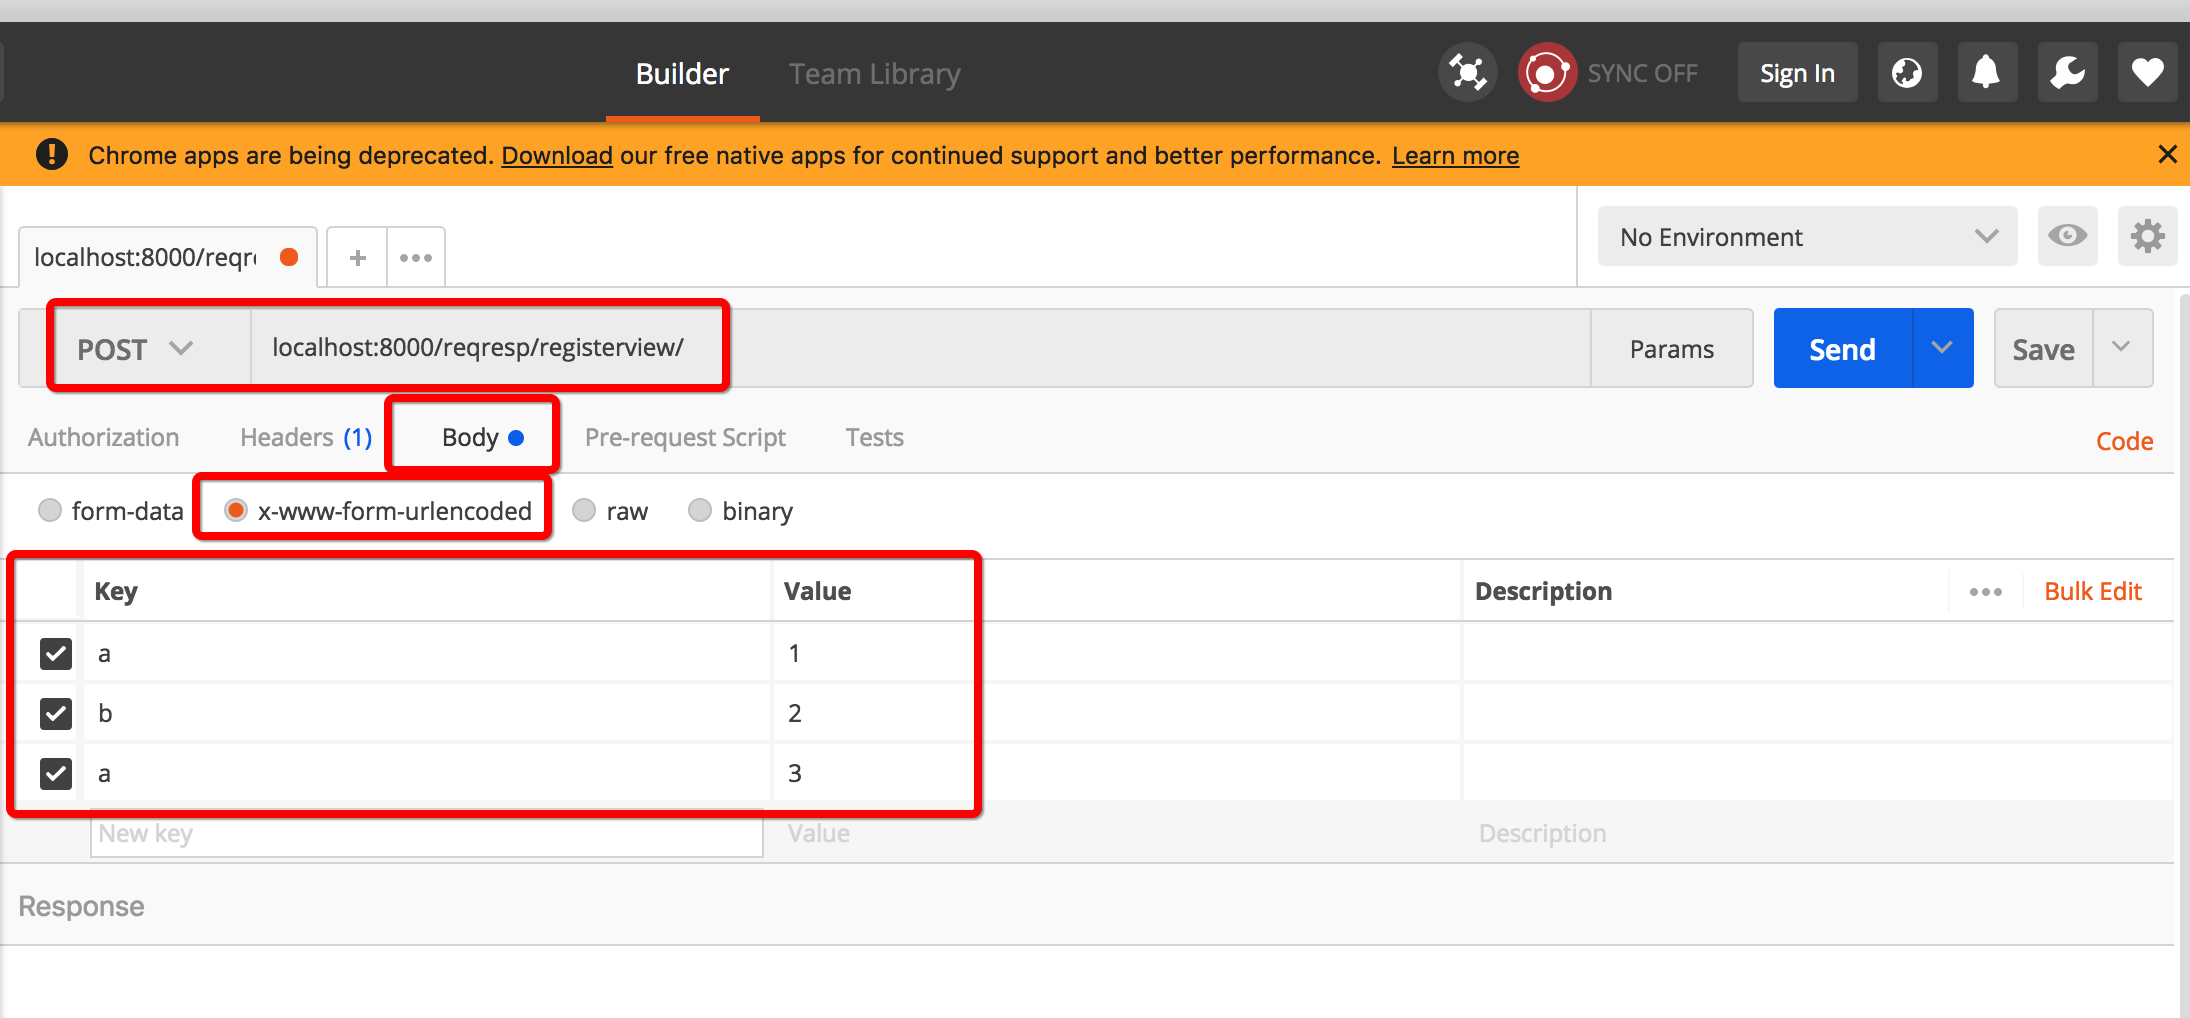 Builder
Team Library
SYNC OFF
Sign In
Chrome apps are being deprecated. Download our free native apps for continued support and better performance. Learn more
localhost:8000/reqr
No Environment
POST
localhost:8000/reqresp/registerview/
Params
Send
Save
Authorization
Headers (1)
Body
Pre-request Script
Tests
Code
form-data
x-www-form-urlencoded
raw
binary
Key
Value
Description
Bulk Edit
a
1
b
2
a
3
New key
Value
Description
Response